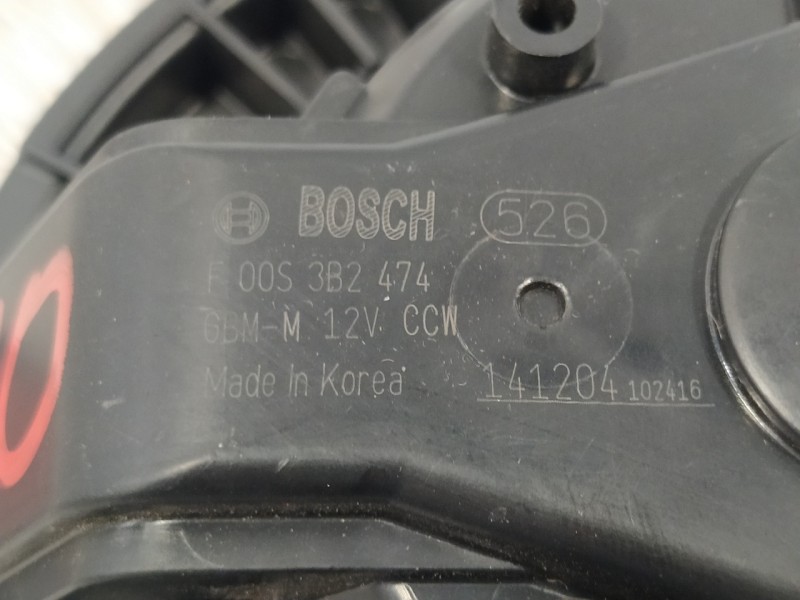 BOSCH 526
F 00S 3B2 474
GBM-M 12V CCW
Made In Korea 141204 102416